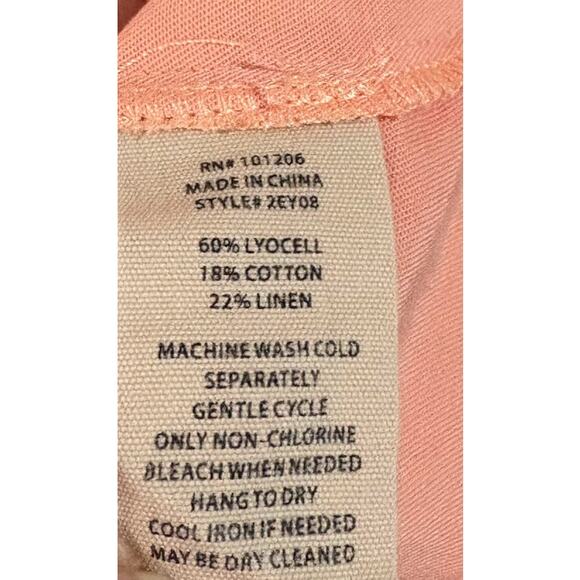 RN# 101206
MADE IN CHINA
STYLE# 2EY08
60% LYOCELL
18% COTTON
22% LINEN
MACHINE WASH COLD
SEPARATELY
GENTLE CYCLE
ONLY NON-CHLORINE
BLEACH WHEN NEEDED
HANG TO DRY
COOL IRON IF NEEDED
MAY BE DRY CLEANED